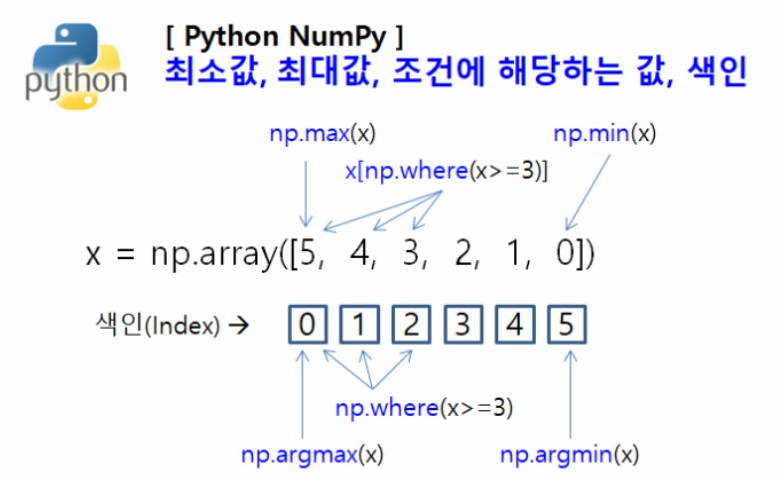 [ Python NumPy ]
python
최소값, 최대값, 조건에 해당하는 값, 색인
np.max(x)
np.min(x)
x[np.where(x>=3)]
x = np.array([5, 4, 3, 2, 1, 0])
색인(Index) → 0 1 2 3 4 5
np.where(x>=3)
np.argmax(x)
np.argmin(x)